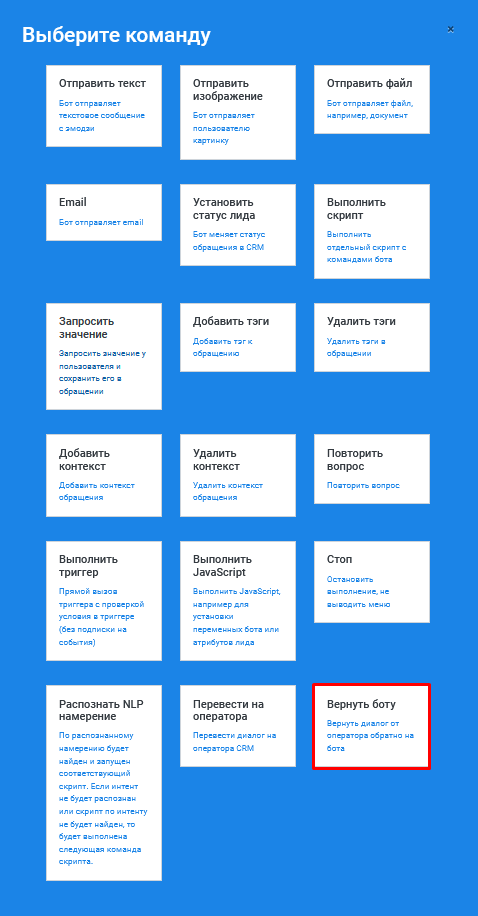 Выберите команду
×
Отправить текст
Бот отправляет
текстовое сообщение
с эмодзи
Отправить
изображение
Бот отправляет
пользователю
картинку
Отправить файл
Бот отправляет файл,
например, документ
Email
Бот отправляет email
Установить
статус лида
Бот меняет статус
обращения в CRM
Выполнить
скрипт
Выполнить
отдельный скрипт с
командами бота
Запросить
значение
Запросить значение у
пользователя и
сохранить его в
обращении
Добавить тэги
Добавить тэг к
обращению
Удалить тэги
Удалить тэги в
обращении
Добавить
контекст
Добавить контекст
обращения
Удалить
контекст
Удалить контекст
обращения
Повторить
вопрос
Повторить вопрос
Выполнить
триггер
Прямой вызов
триггера с проверкой
условия в триггере
(без подписки на
события)
Выполнить
JavaScript
Выполнить JavaScript,
например для
установки
переменных бота или
атрибутов лида
Стоп
Остановить
выполнение, не
выводить меню
Распознать NLP
намерение
По распознанному
намерению будет
найден и запущен
соответствующий
скрипт. Если интент
не будет распознан
или скрипт по интенту
не будет найден, то
будет выполнена
следующая команда
скрипта.
Перевести на
оператора
Перевести диалог на
оператора CRM
Вернуть боту
Вернуть диалог от
оператора обратно на
бота